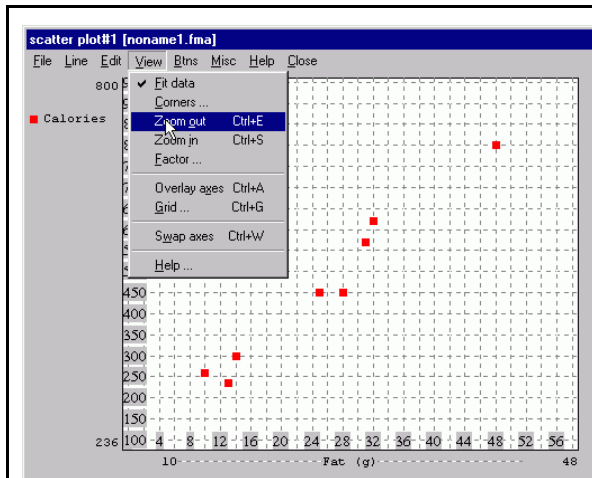 scatter plot#1 [noname1.fma]
File Line Edit View Btns Misc Help Close
800
Fit data
Corners ...
Calories
Zoom out Ctrl+E
Zoom in Ctrl+S
Factor ...
Overlay axes Ctrl+A
Grid ... Ctrl+G
Swap axes Ctrl+W
Help ...
450
400
350
300
250
200
150
236 100 4 8 12 16 20 24 28 32 36 40 44 48 52 56
10 Fat (g) 48